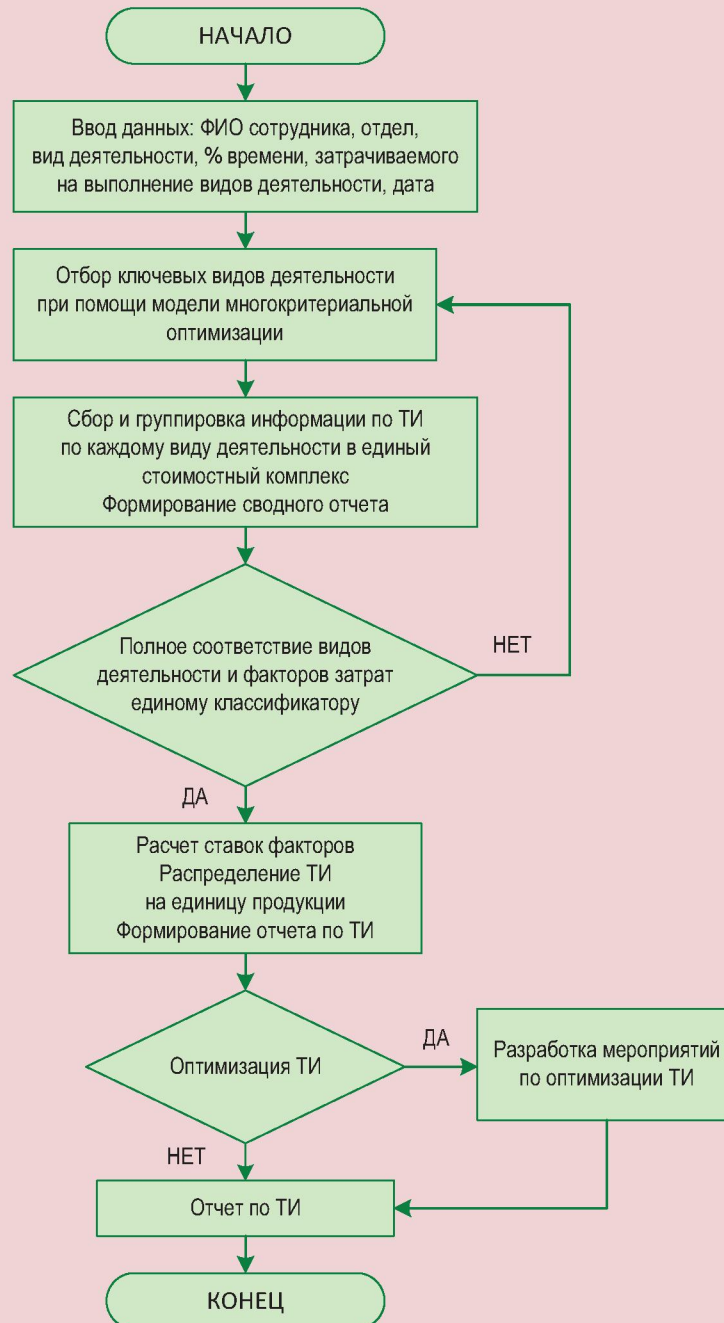 НАЧАЛО
Ввод данных: ФИО сотрудника, отдел,
вид деятельности, % времени, затрачиваемого
на выполнение видов деятельности, дата
Отбор ключевых видов деятельности
при помощи модели многокритериальной
оптимизации
Сбор и группировка информации по ТИ
по каждому виду деятельности в единый
стоимостный комплекс
Формирование сводного отчета
Полное соответствие видов
деятельности и факторов затрат
единому классификатору
НЕТ
ДА
Расчет ставок факторов
Распределение ТИ
на единицу продукции
Формирование отчета по ТИ
Оптимизация ТИ
ДА
Разработка мероприятий
по оптимизации ТИ
НЕТ
Отчет по ТИ
КОНЕЦ